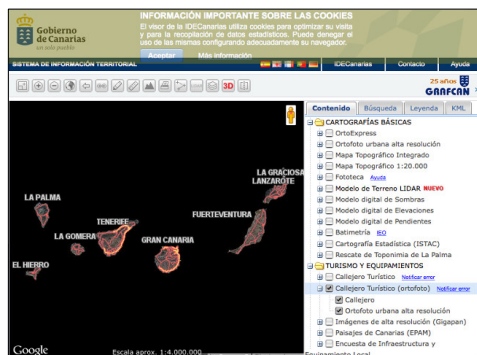 Gobierno
de Canarias
un solo pueblo
INFORMACIÓN IMPORTANTE SOBRE LAS COOKIES
El visor de la IDECanarias utiliza cookies para optimizar su visita
y para la recopilación de datos estadísticos. Puede denegar el
uso de las mismas configurando adecuadamente su navegador.
Aceptar Más información
SISTEMA DE INFORMACIÓN TERRITORIAL
IDECanarias Contacto Ayuda
3D
25 años
GRAFCAN
Contenido Búsqueda Leyenda KML
CARTOGRAFÍAS BÁSICAS
OrtoExpress
Ortofoto urbana alta resolución
Mapa Topográfico Integrado
Mapa Topográfico 1:20.000
Fototeca Ayuda
Modelo de Terreno LIDAR NUEVO
Modelo digital de Sombras
Modelo digital de Elevaciones
Modelo digital de Pendientes
Batimetría IEO
Cartografía Estadística (ISTAC)
Rescate de Toponimia de La Palma
TURISMO Y EQUIPAMIENTOS
Callejero Turístico Notificar error
Callejero Turístico (ortofoto) Notificar error
Callejero
Ortofoto urbana alta resolución
Imágenes de alta resolución (Gigapan)
Paisajes de Canarias (EPAM)
Encuesta de Infraestructura y
Equipamiento Local
LA GRACIOSA
LANZAROTE
LA PALMA
FUERTEVENTURA
TENERIFE
LA GOMERA
GRAN CANARIA
EL HIERRO
Google
Escala aprox. 1:4.000.000